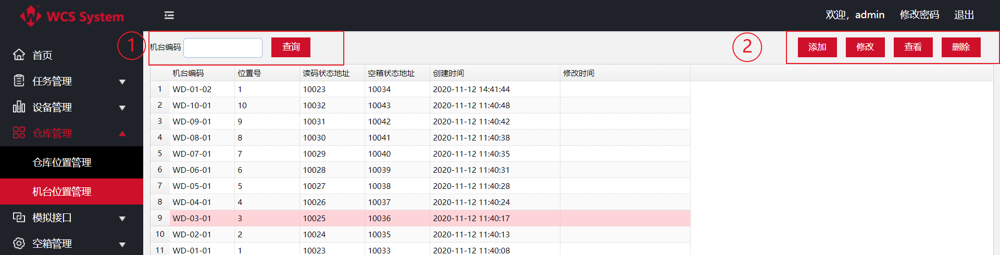 WCS System
欢迎，admin 修改密码 退出
① 机台编码 查询 ② 添加 修改 查看 删除
首页
任务管理
设备管理
仓库管理
仓库位置管理
机台位置管理
模拟接口
空箱管理
机台编码 位置号 读码状态地址 空箱状态地址 创建时间 修改时间
1 WD-01-02 1 10023 10034 2020-11-12 14:41:44
2 WD-10-01 10 10032 10043 2020-11-12 11:40:48
3 WD-09-01 9 10031 10042 2020-11-12 11:40:42
4 WD-08-01 8 10030 10041 2020-11-12 11:40:38
5 WD-07-01 7 10029 10040 2020-11-12 11:40:35
6 WD-06-01 6 10028 10039 2020-11-12 11:40:31
7 WD-05-01 5 10027 10038 2020-11-12 11:40:28
8 WD-04-01 4 10026 10037 2020-11-12 11:40:24
9 WD-03-01 3 10025 10036 2020-11-12 11:40:17
10 WD-02-01 2 10024 10035 2020-11-12 11:40:13
11 WD-01-01 1 10023 10033 2020-11-12 11:40:08